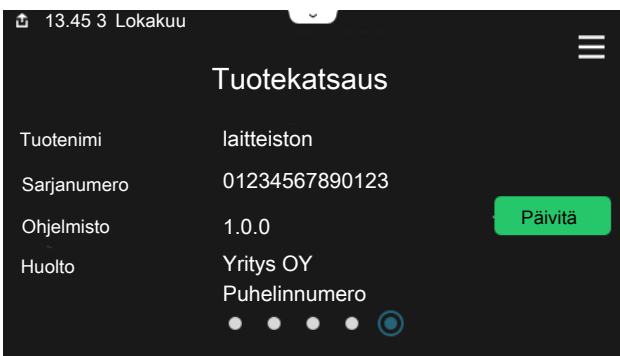 13.45 3 Lokakuu
Tuotekatsaus
Tuotenimi laitteiston
Sarjanumero 01234567890123
Ohjelmisto 1.0.0 Päivitä
Huolto Yritys OY
Puhelinnumero